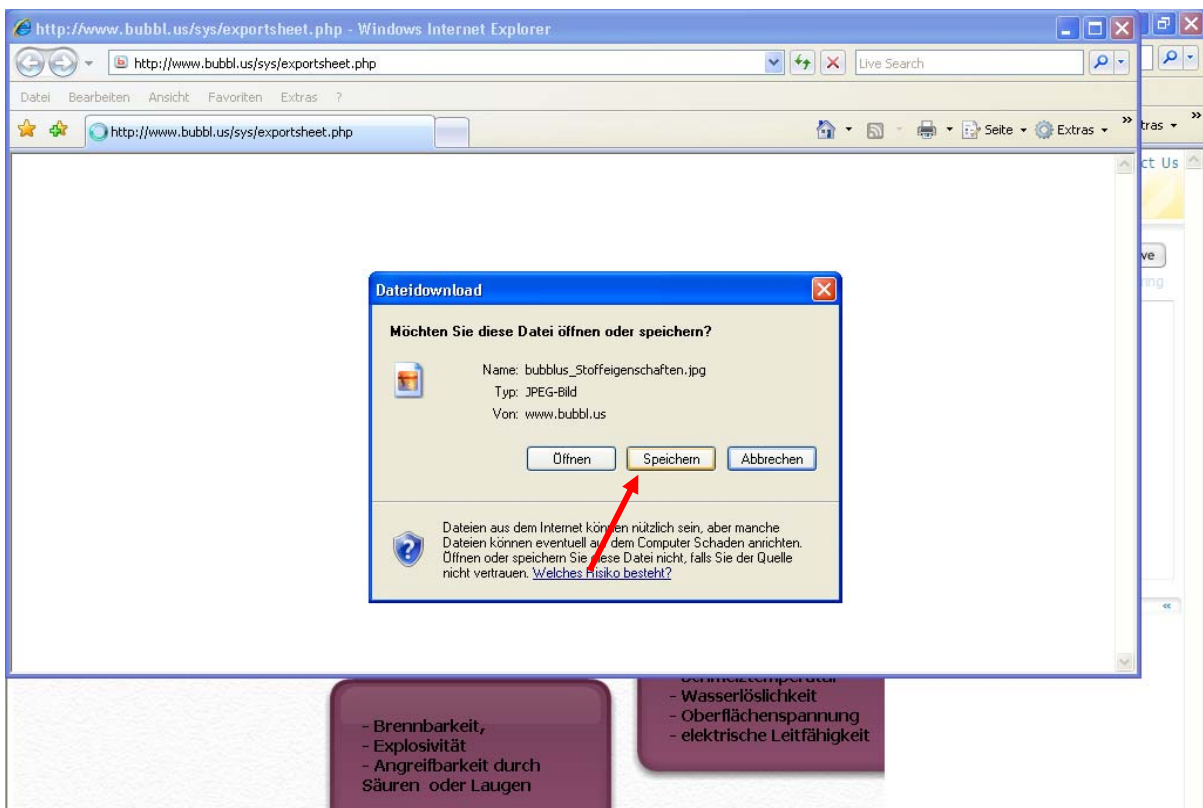 http://www.bubbl.us/sys/exportsheet.php - Windows Internet Explorer
http://www.bubbl.us/sys/exportsheet.php
Live Search
Datei Bearbeiten Ansicht Favoriten Extras ?
http://www.bubbl.us/sys/exportsheet.php
Seite Extras »
tras »
ct Us
ve
ring
Dateidownload
Möchten Sie diese Datei öffnen oder speichern?
Name: bubblus_Stoffeigenschaften.jpg
Typ: JPEG-Bild
Von: www.bubbl.us
Öffnen Speichern Abbrechen
Dateien aus dem Internet können nützlich sein, aber manche
Dateien können eventuell auf dem Computer Schaden anrichten.
Öffnen oder speichern Sie diese Datei nicht, falls Sie der Quelle
nicht vertrauen. Welches Risiko besteht?
«
- Schmelztemperatur
- Wasserlöslichkeit
- Oberflächenspannung
- elektrische Leitfähigkeit
- Brennbarkeit,
- Explosivität
- Angreifbarkeit durch
Säuren oder Laugen